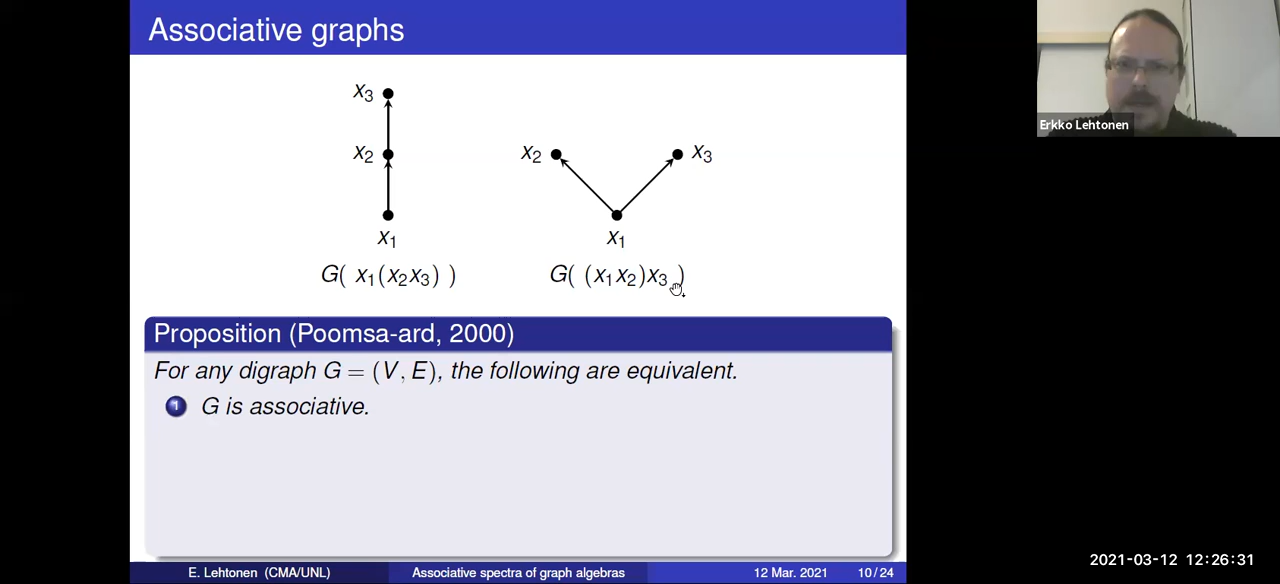 Associative graphs
x3
x2
x1
G( x1(x2x3) )
x2
x3
x1
G( (x1x2)x3 )
Proposition (Poomsa-ard, 2000)
For any digraph G = (V, E), the following are equivalent.
1 G is associative.
E. Lehtonen (CMA/UNL) Associative spectra of graph algebras 12 Mar. 2021 10 / 24
Erkko Lehtonen
2021-03-12 12:26:31